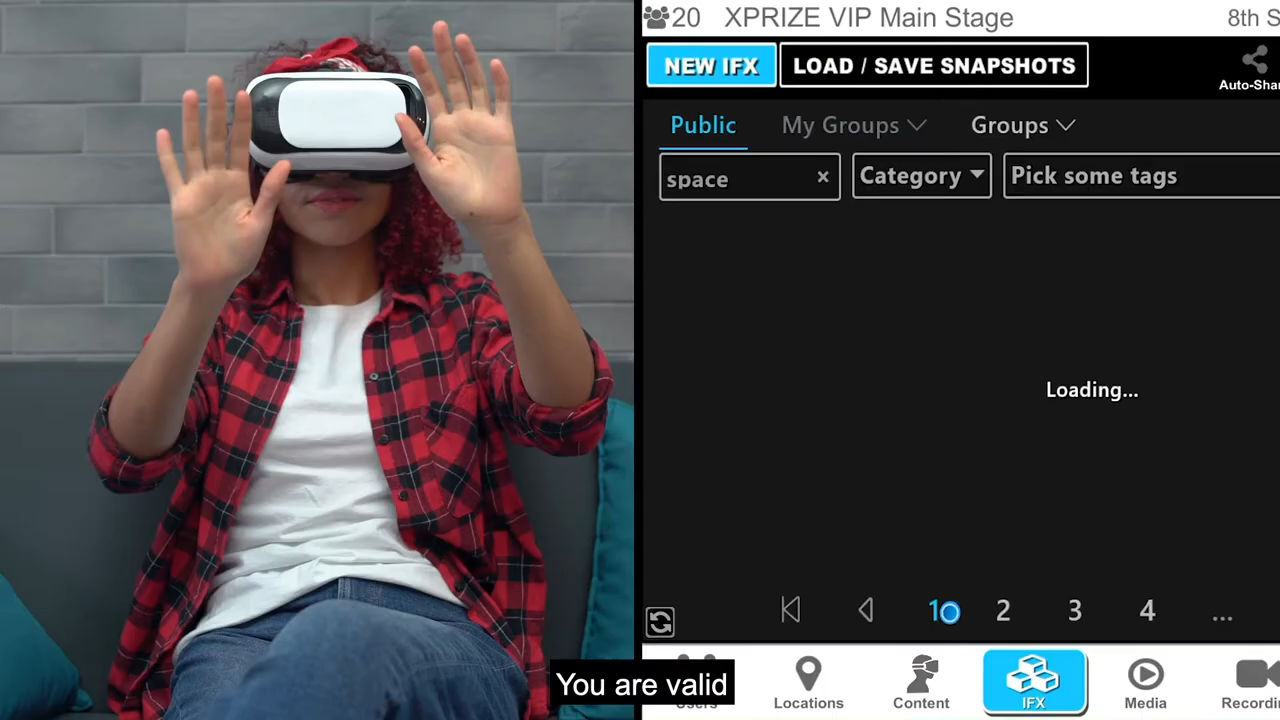 20 XPRIZE VIP Main Stage 8th S
NEW IFX LOAD / SAVE SNAPSHOTS
Auto-Shar
Public My Groups Groups
space × Category Pick some tags
Loading...
1 2 3 4 ...
You are valid
Users Locations Content IFX Media Recordi